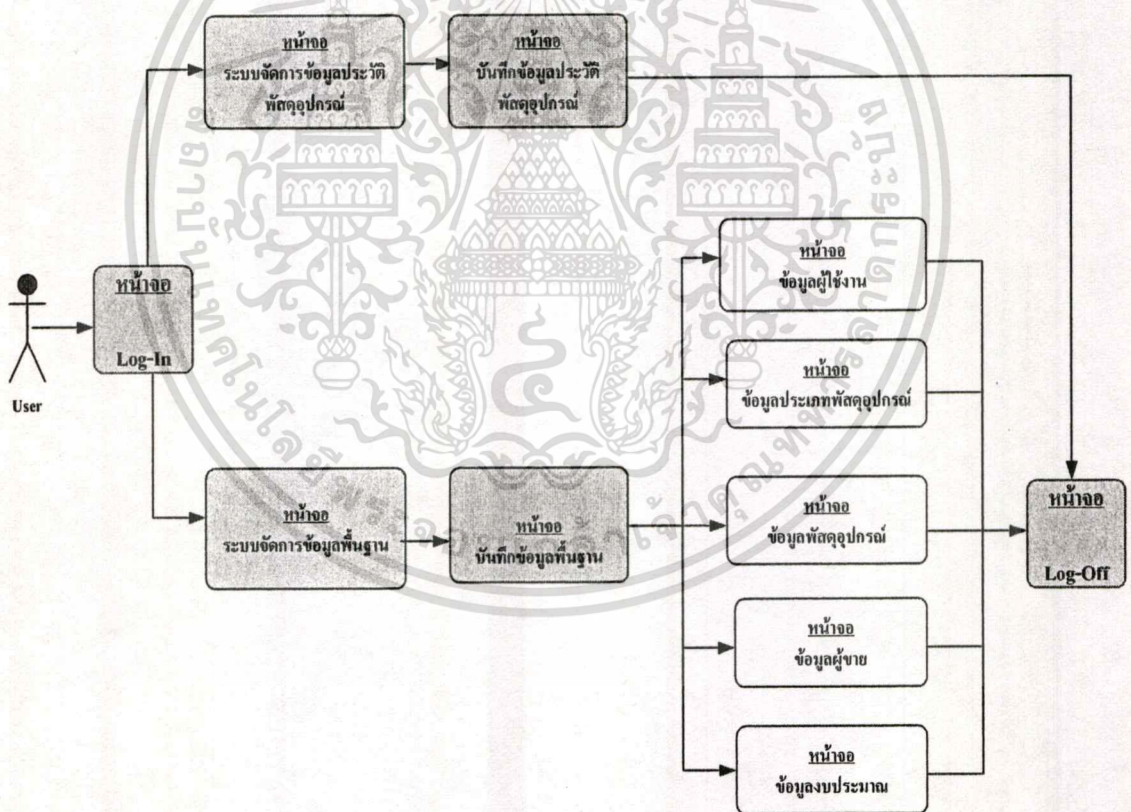 หน้าจอ
ระบบจัดการข้อมูลประวัติ
พัสดุอุปกรณ์
หน้าจอ
บันทึกข้อมูลประวัติ
พัสดุอุปกรณ์
หน้าจอ
Log-In
User
หน้าจอ
ระบบจัดการข้อมูลพื้นฐาน
หน้าจอ
บันทึกข้อมูลพื้นฐาน
หน้าจอ
ข้อมูลผู้ใช้งาน
หน้าจอ
ข้อมูลประเภทพัสดุอุปกรณ์
หน้าจอ
ข้อมูลพัสดุอุปกรณ์
หน้าจอ
ข้อมูลผู้ขาย
หน้าจอ
ข้อมูลงบประมาณ
หน้าจอ
Log-Off